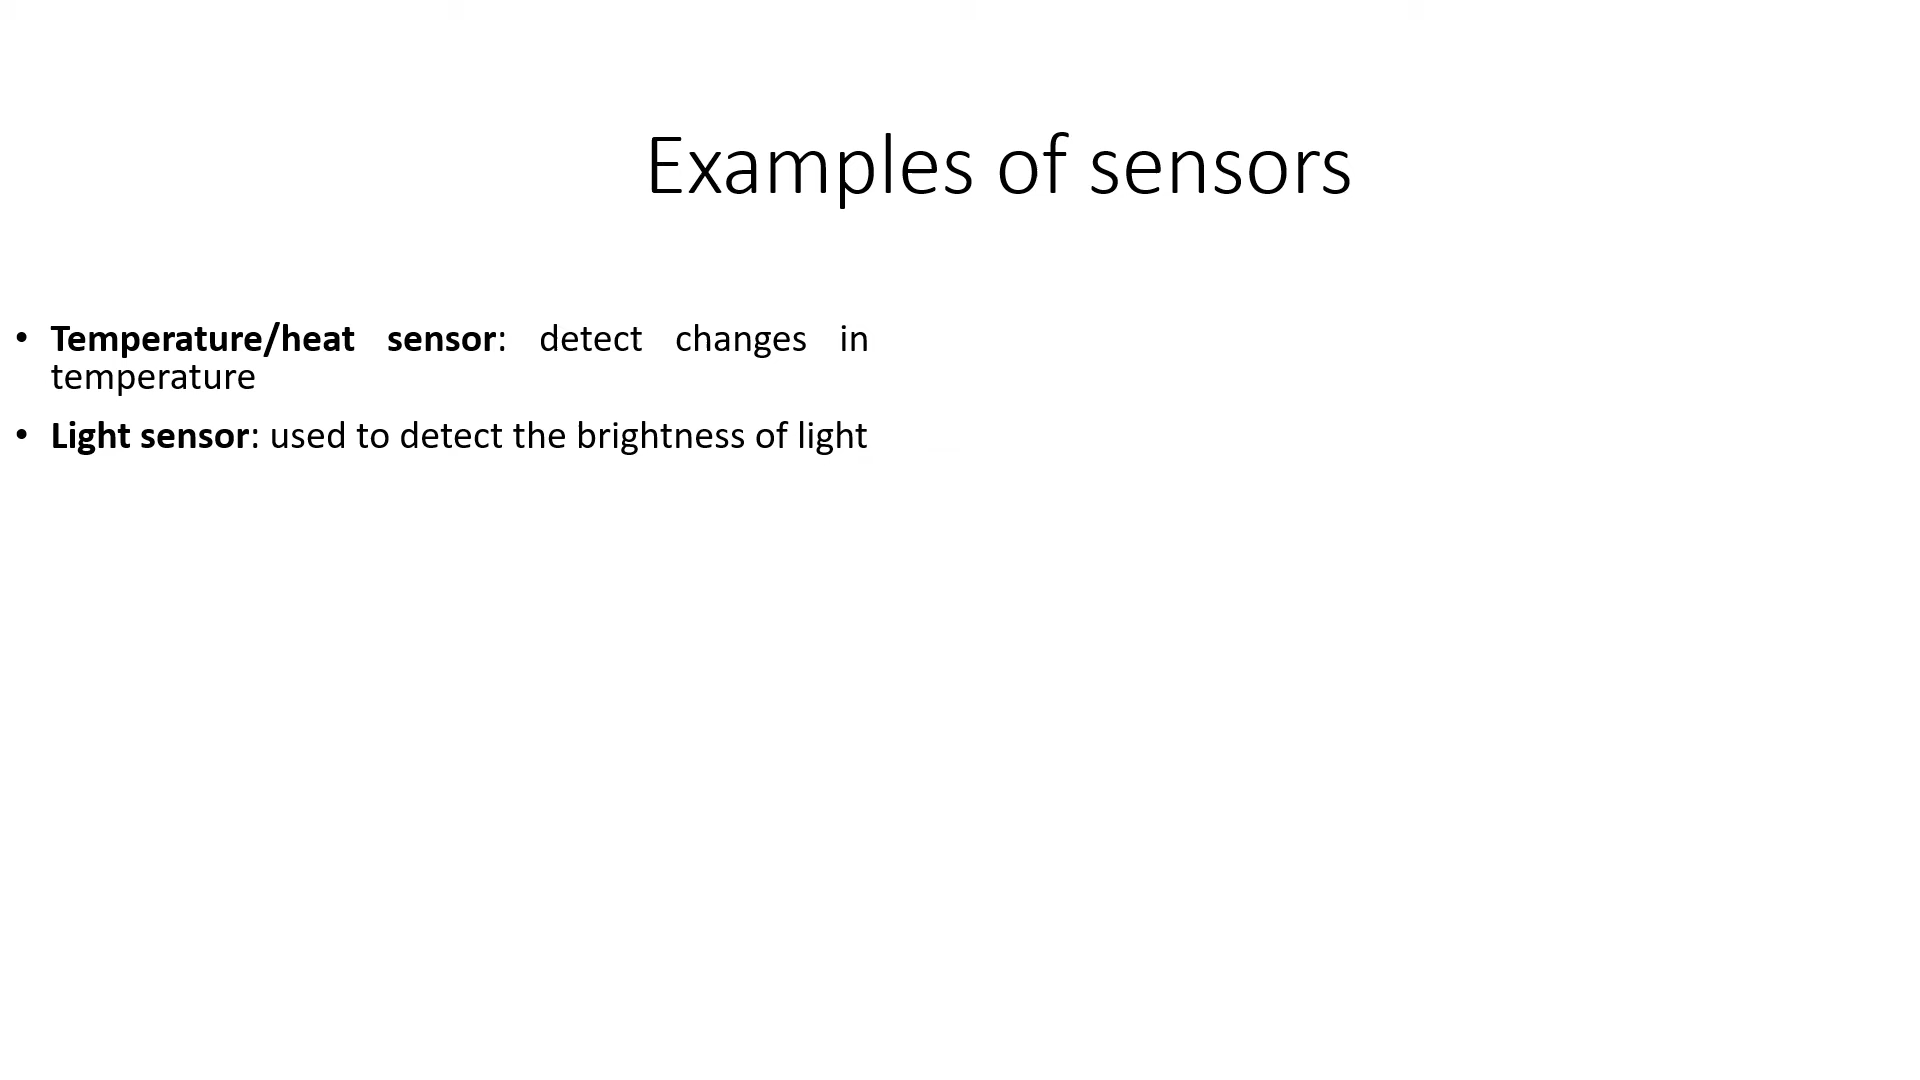 Examples of sensors
• Temperature/heat sensor: detect changes in
temperature
• Light sensor: used to detect the brightness of light